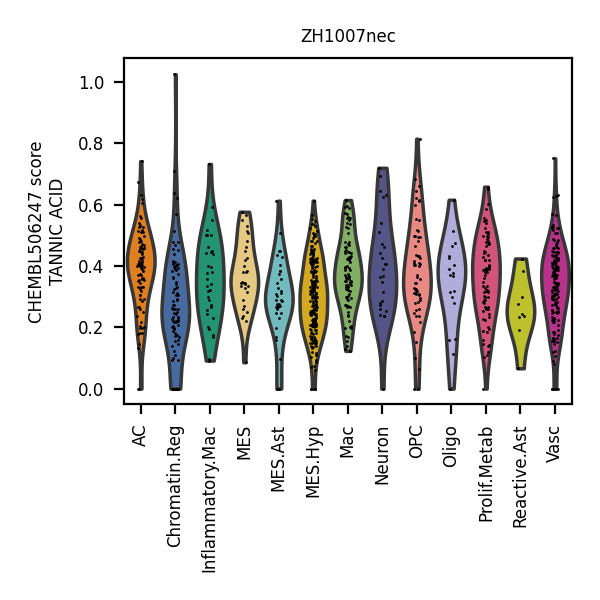 ZH1007nec
CHEMBL506247 score
TANNIC ACID
1.0
0.8
0.6
0.4
0.2
0.0
AC
Chromatin.Reg
Inflammatory.Mac
MES
MES.Ast
MES.Hyp
Mac
Neuron
OPC
Oligo
Prolif.Metab
Reactive.Ast
Vasc